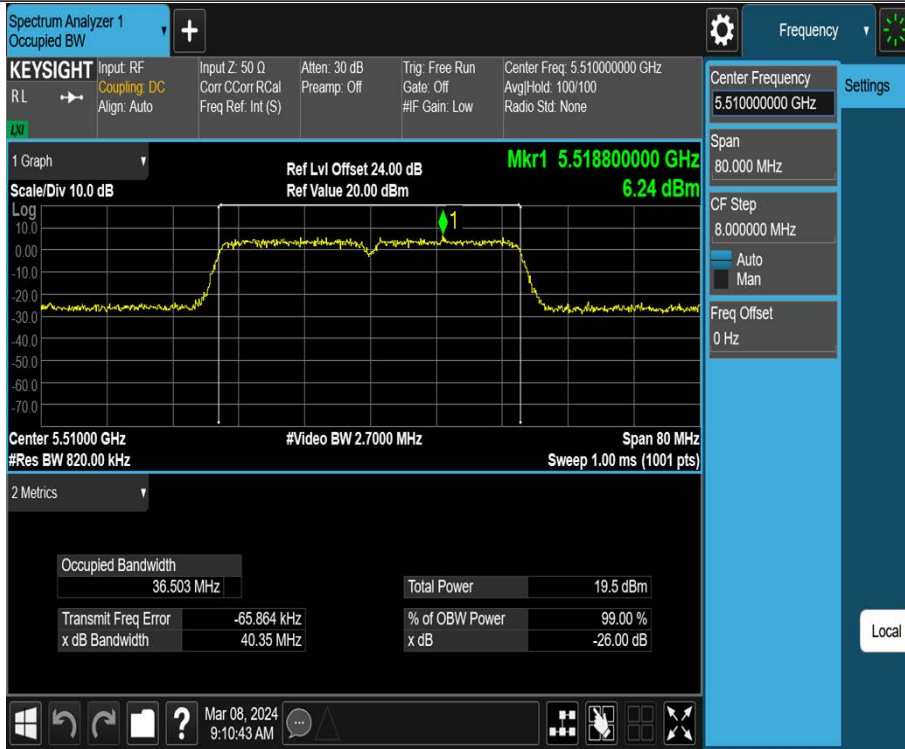 Spectrum Analyzer 1
Occupied BW
+
Frequency
KEYSIGHT
RL
LXI
Input: RF
Coupling: DC
Align: Auto
Input Z: 50 Ω
Corr CCorr RCal
Freq Ref: Int (S)
Atten: 30 dB
Preamp: Off
Trig: Free Run
Gate: Off
#IF Gain: Low
Center Freq: 5.510000000 GHz
Avg|Hold: 100/100
Radio Std: None
Center Frequency
5.510000000 GHz
Settings
Span
80.000 MHz
CF Step
8.000000 MHz
Auto
Man
Freq Offset
0 Hz
Local
1 Graph
Scale/Div 10.0 dB
Ref Lvl Offset 24.00 dB
Ref Value 20.00 dBm
Mkr1 5.518800000 GHz
6.24 dBm
Log
10.0
0.00
-10.0
-20.0
-30.0
-40.0
-50.0
-60.0
-70.0
1
Center 5.51000 GHz
#Video BW 2.7000 MHz
Span 80 MHz
#Res BW 820.00 kHz
Sweep 1.00 ms (1001 pts)
2 Metrics
Occupied Bandwidth
36.503 MHz
Total Power 19.5 dBm
Transmit Freq Error -65.864 kHz
% of OBW Power 99.00 %
x dB Bandwidth 40.35 MHz
x dB -26.00 dB
?
Mar 08, 2024
9:10:43 AM